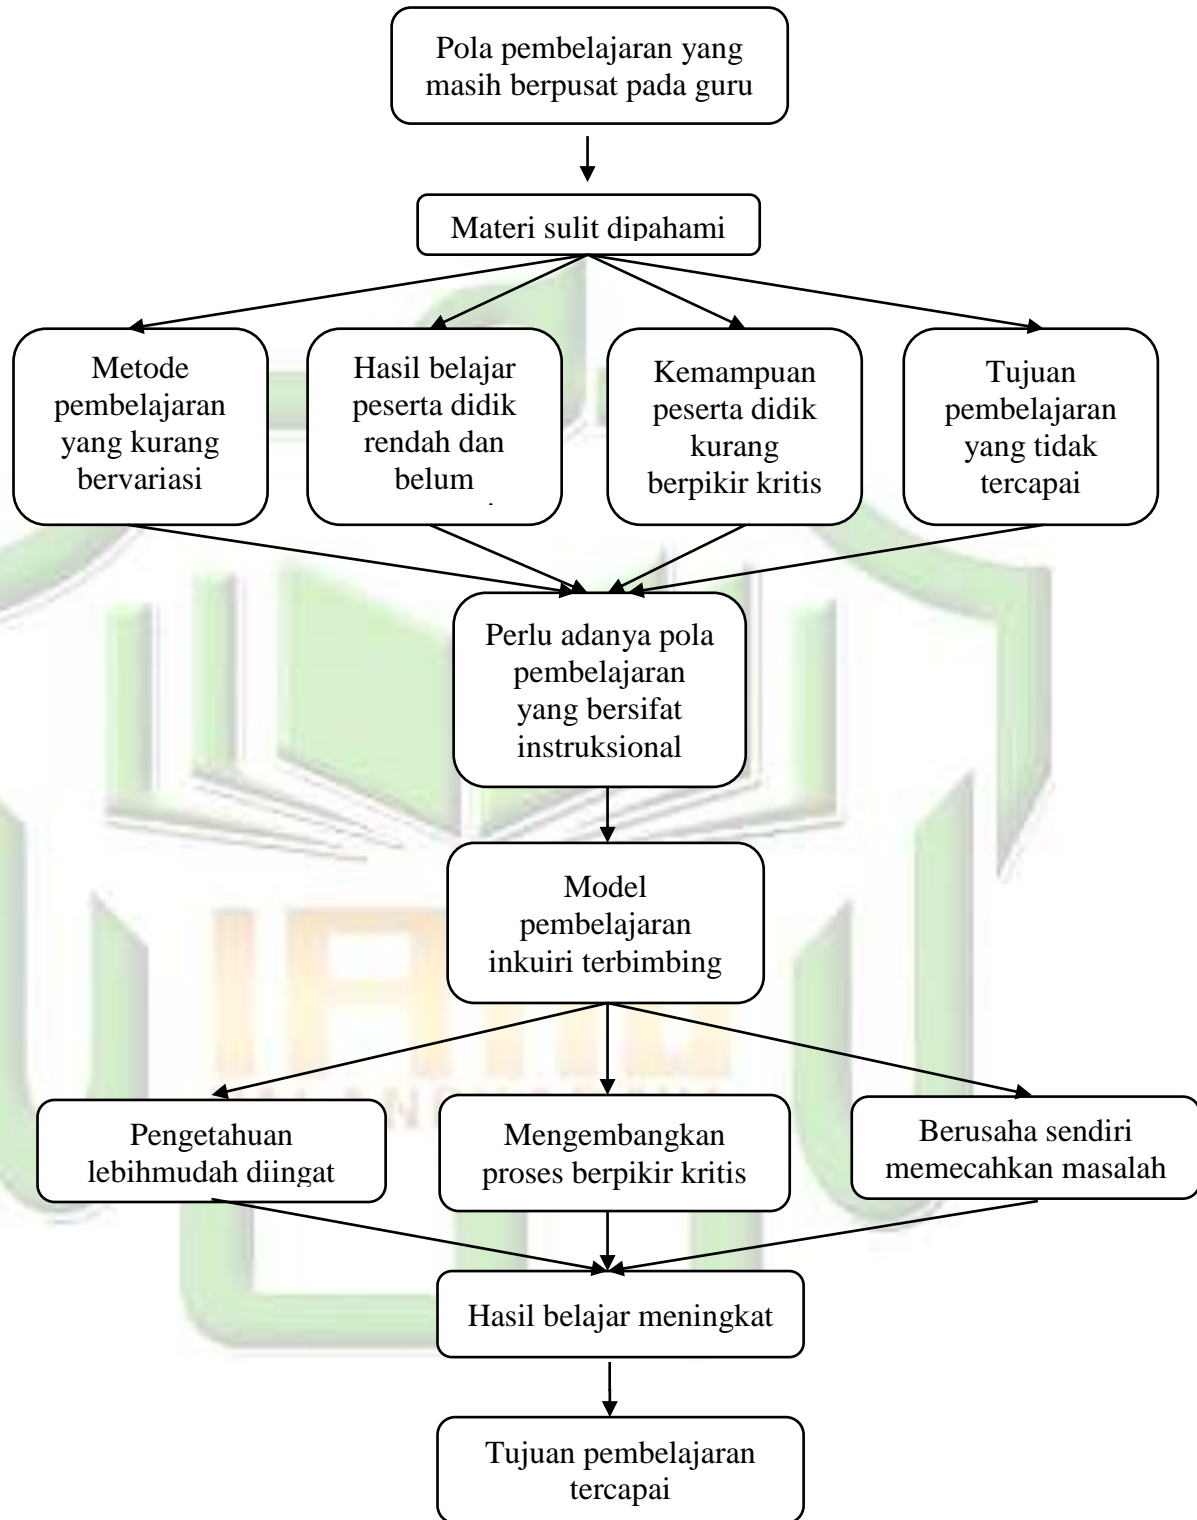 Pola pembelajaran yang
masih berpusat pada guru
Materi sulit dipahami
Metode
pembelajaran
yang kurang
bervariasi
Hasil belajar
peserta didik
rendah dan
belum
Kemampuan
peserta didik
kurang
berpikir kritis
Tujuan
pembelajaran
yang tidak
tercapai
Perlu adanya pola
pembelajaran
yang bersifat
instruksional
Model
pembelajaran
inkuiri terbimbing
Pengetahuan
lebihmudah diingat
Mengembangkan
proses berpikir kritis
Berusaha sendiri
memecahkan masalah
Hasil belajar meningkat
Tujuan pembelajaran
tercapai